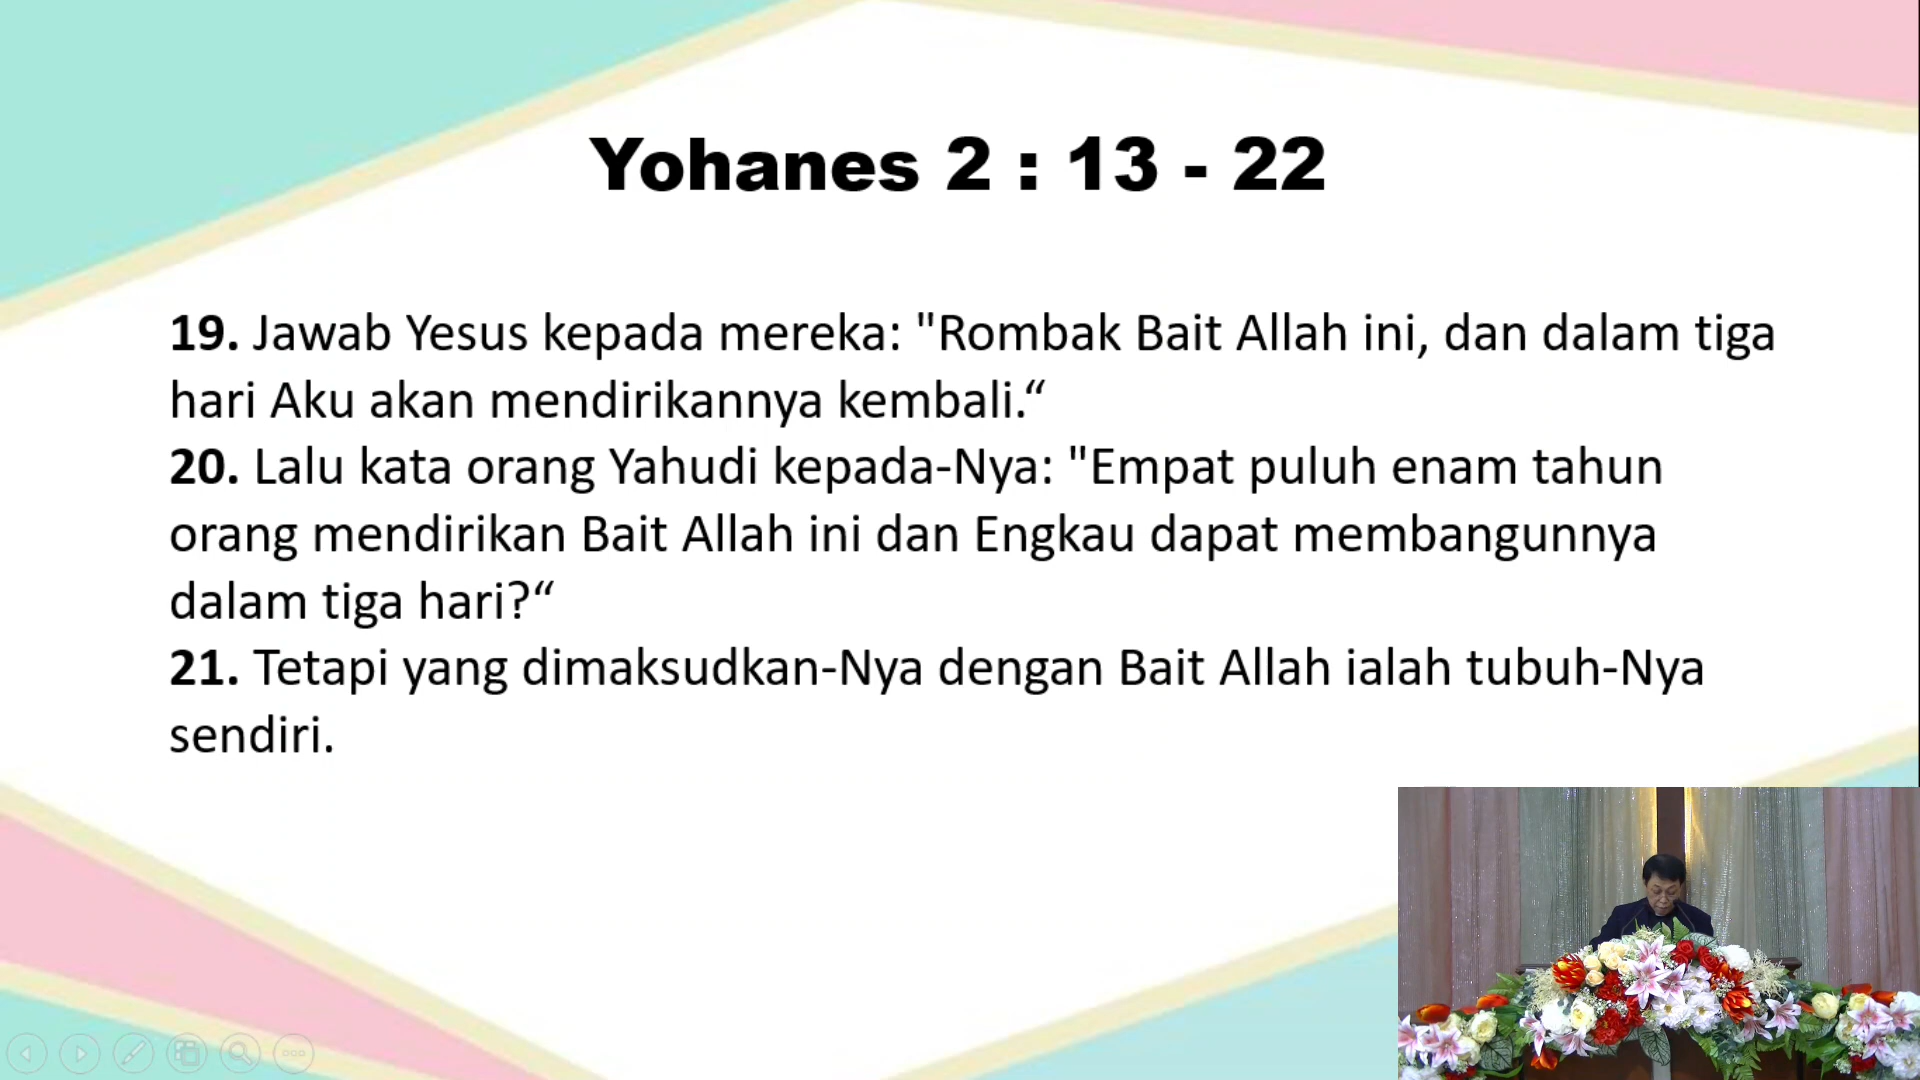 Yohanes 2 : 13 - 22
19. Jawab Yesus kepada mereka: "Rombak Bait Allah ini, dan dalam tiga
hari Aku akan mendirikannya kembali.“
20. Lalu kata orang Yahudi kepada-Nya: "Empat puluh enam tahun
orang mendirikan Bait Allah ini dan Engkau dapat membangunnya
dalam tiga hari?“
21. Tetapi yang dimaksudkan-Nya dengan Bait Allah ialah tubuh-Nya
sendiri.